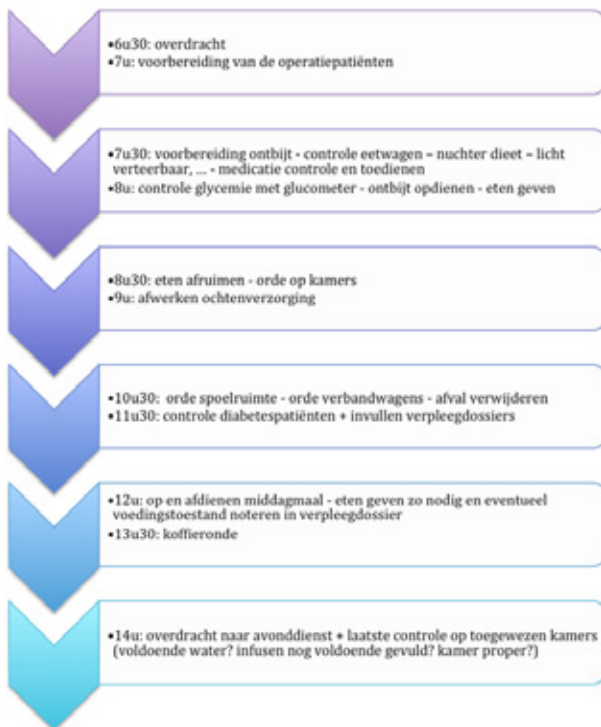 •6u30: overdracht
•7u: voorbereiding van de operatiepatiënten
•7u30: voorbereiding ontbijt - controle eetwagen = nuchter dieet = licht
verteerbaar, ... - medicatie controle en toedienen
•8u: controle glycemie met glucometer - ontbijt opdienen - eten geven
•8u30: eten afruimen - orde op kamers
•9u: afwerken ochtenverzorging
•10u30: orde spoelruimte - orde verbandwagens - afval verwijderen
•11u30: controle diabetespatiënten + invullen verpleegdossiers
•12u: op en afdienen middagmaal - eten geven zo nodig en eventueel
voedingstoestand noteren in verpleegdossier
•13u30: koffieronde
•14u: overdracht naar avonddienst + laatste controle op toegewezen kamers
(voldoende water? infusen nog voldoende gevuld? kamer proper?)